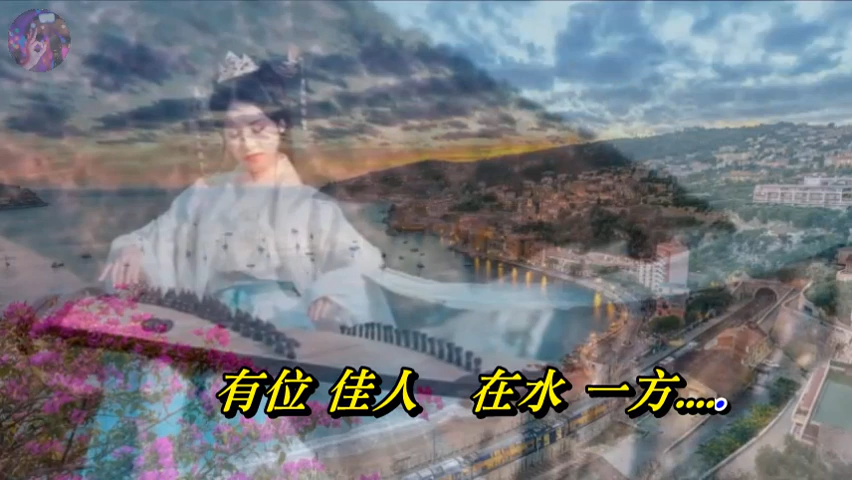 有位 佳人 在水 一方.....